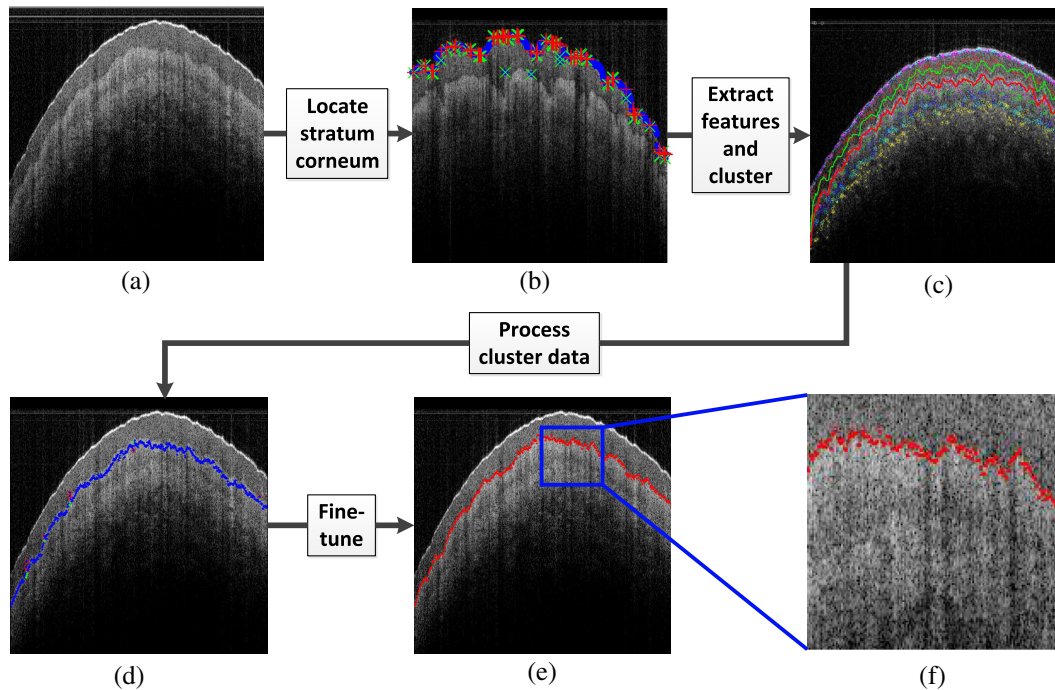 Locate
stratum
corneum
Extract
features
and
cluster
(a)
(b)
(c)
Process
cluster data
Fine-
tune
(d)
(e)
(f)